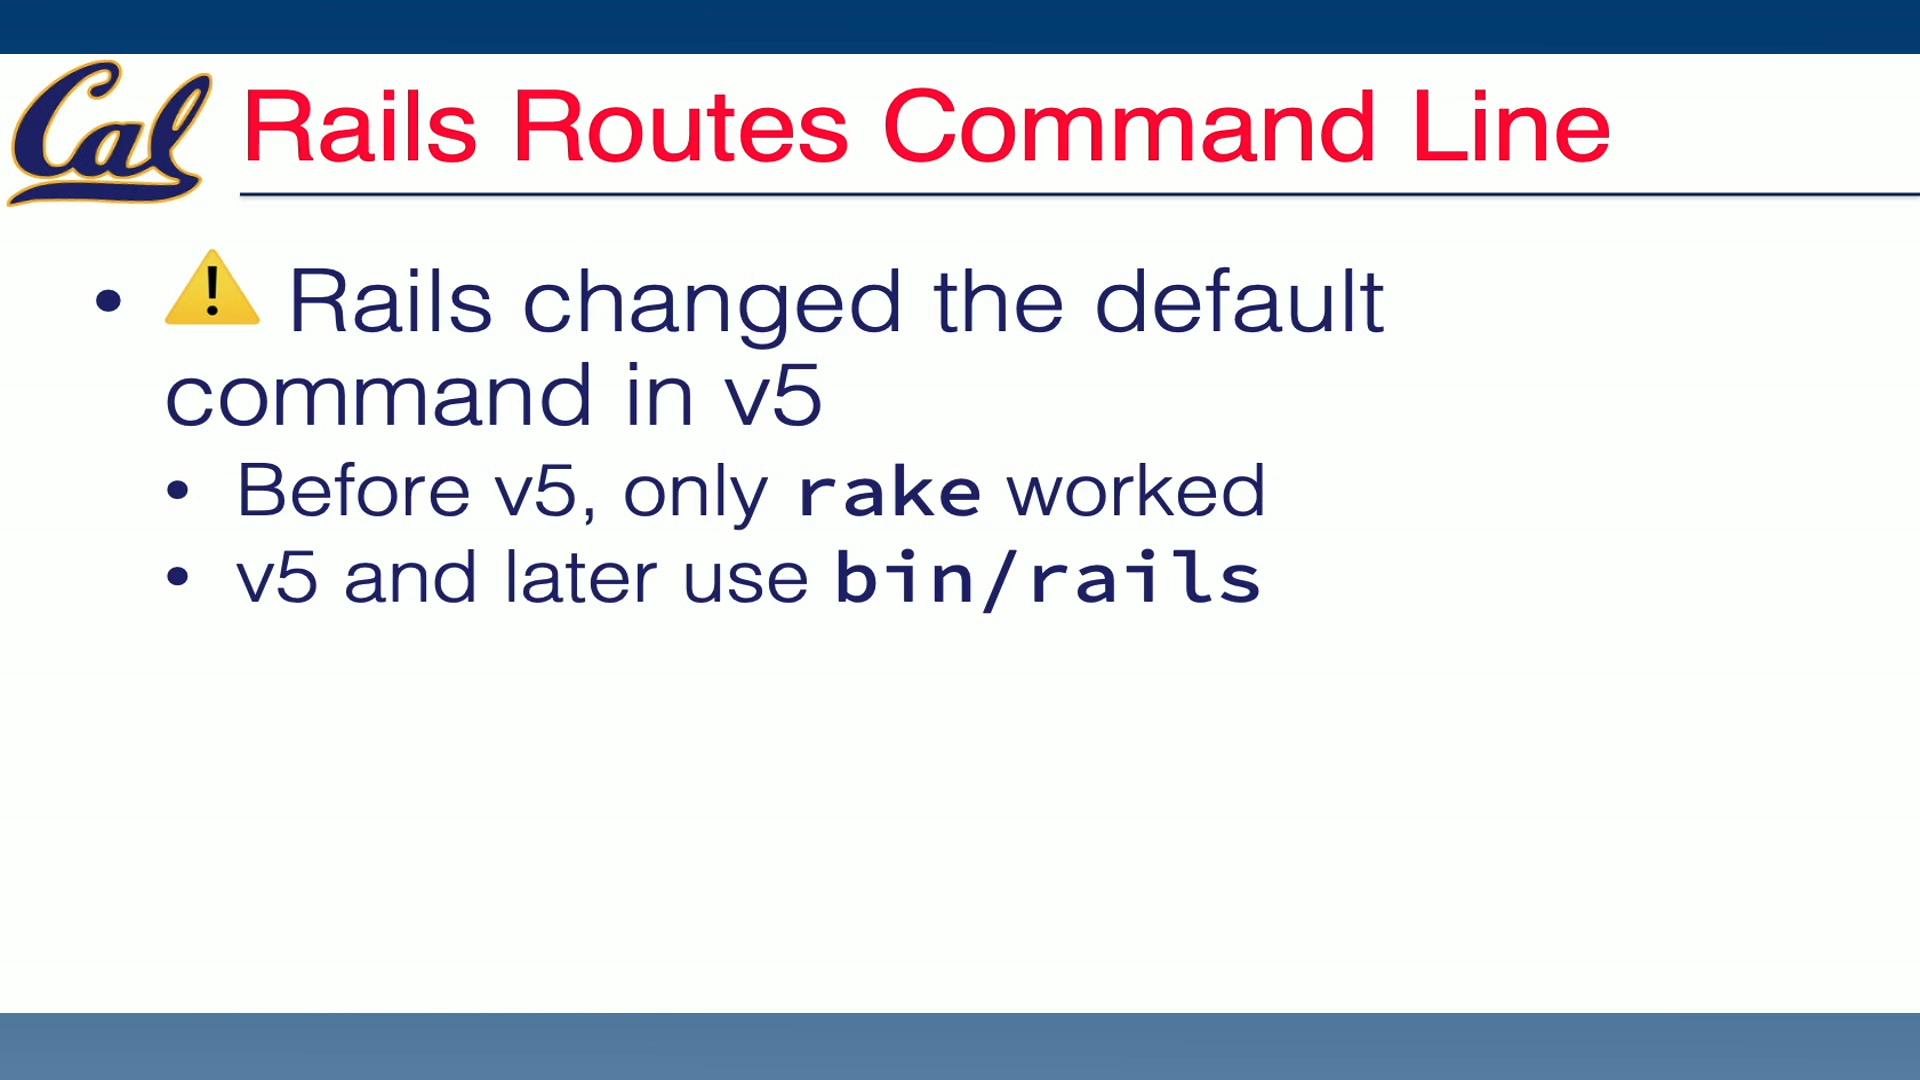 Cal
Rails Routes Command Line
• ⚠️ Rails changed the default
command in v5
• Before v5, only rake worked
• v5 and later use bin/rails